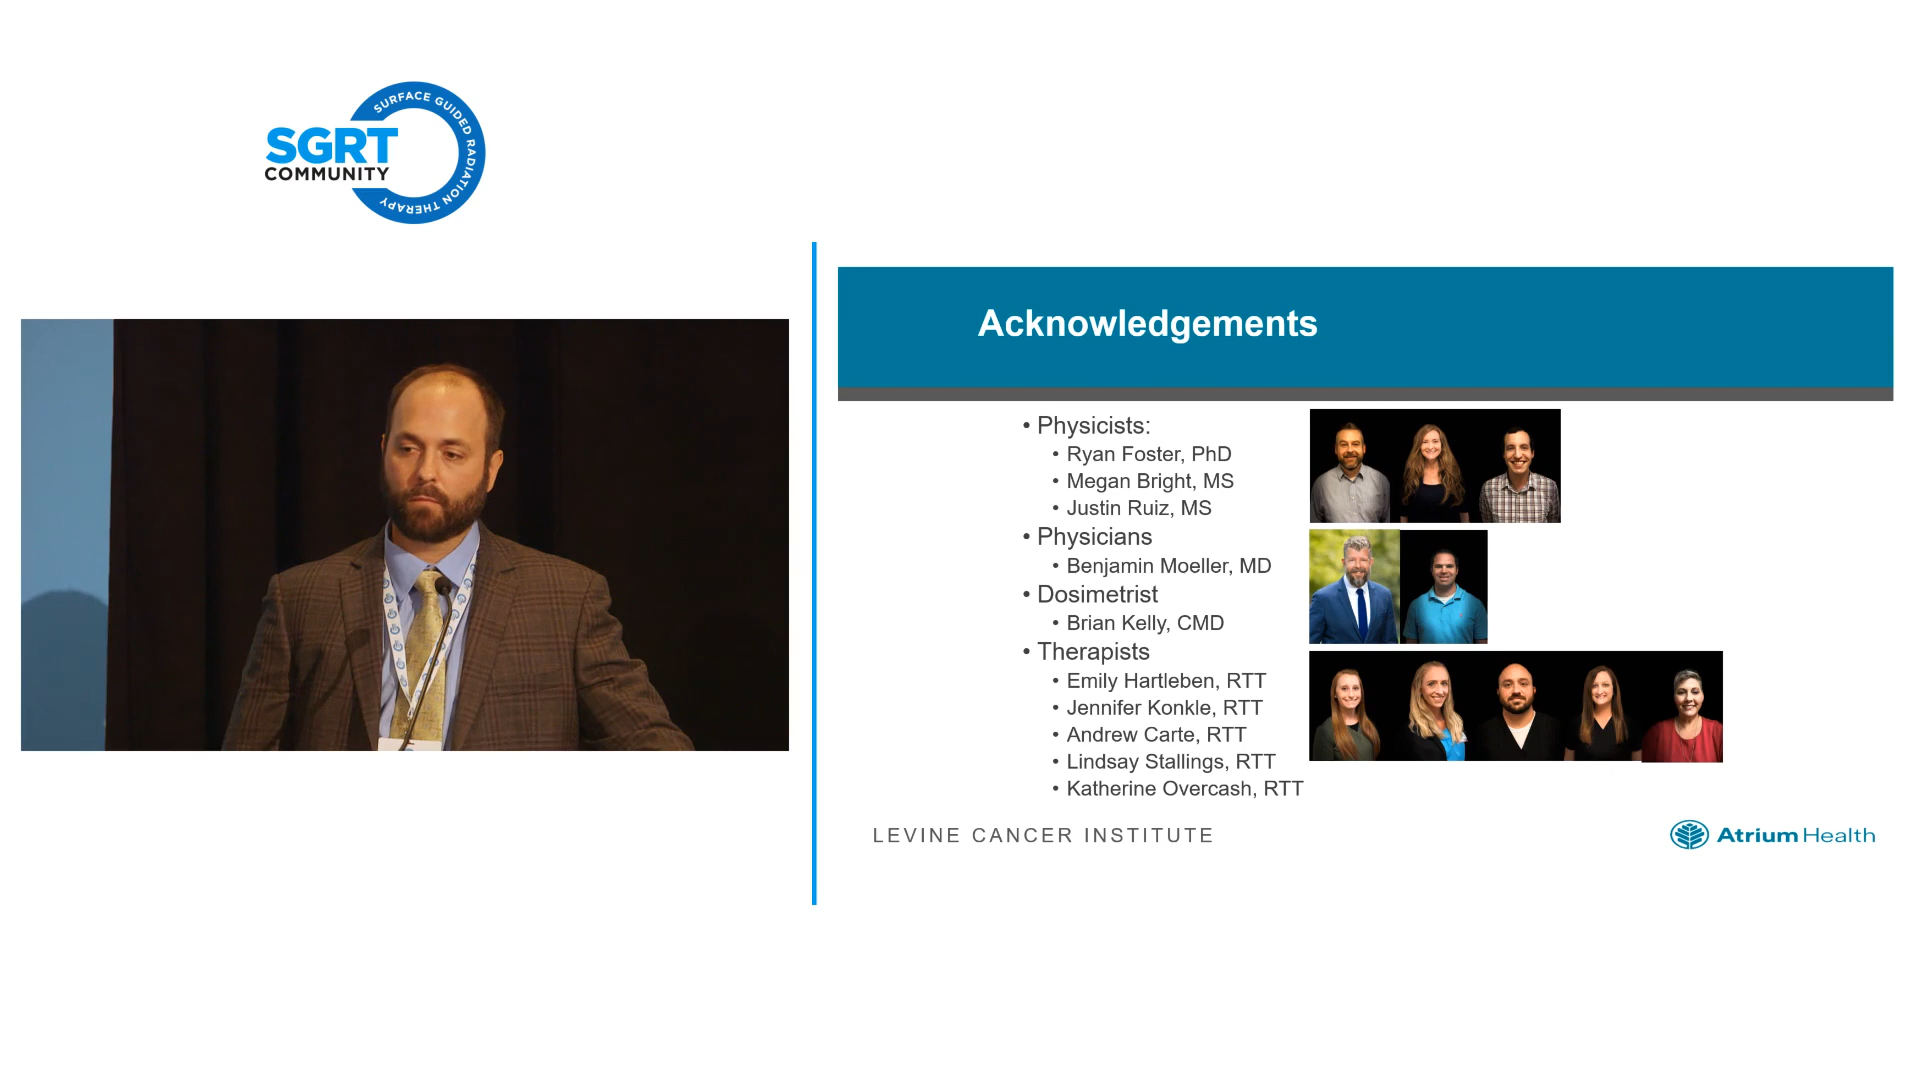 SURFACE GUIDED RADIATION THERAPY
SGRT
COMMUNITY
Acknowledgements
• Physicists:
• Ryan Foster, PhD
• Megan Bright, MS
• Justin Ruiz, MS
• Physicians
• Benjamin Moeller, MD
• Dosimetrist
• Brian Kelly, CMD
• Therapists
• Emily Hartleben, RTT
• Jennifer Konkle, RTT
• Andrew Carte, RTT
• Lindsay Stallings, RTT
• Katherine Overcash, RTT
LEVINE CANCER INSTITUTE
Atrium Health